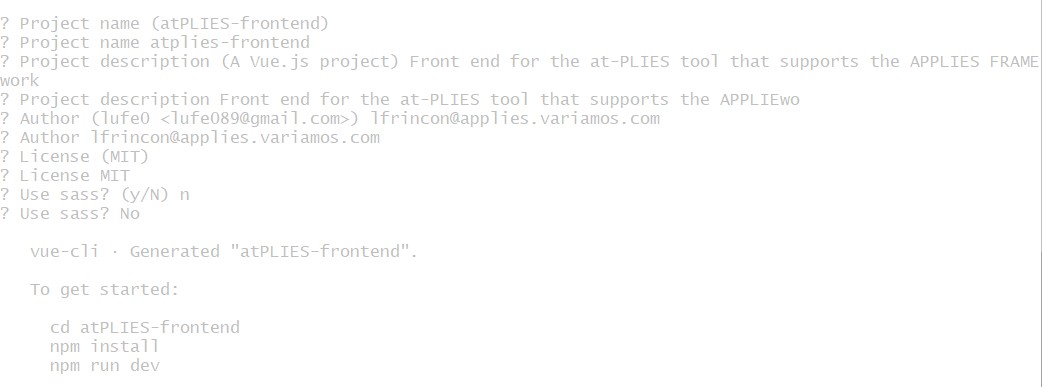 ? Project name (atPLIES-frontend)
? Project name atplies-frontend
? Project description (A Vue.js project) Front end for the at-PLIES tool that supports the APPLIES FRAME
work
? Project description Front end for the at-PLIES tool that supports the APPLIEwo
? Author (lufe0 <lufe089@gmail.com>) lfrincon@applies.variamos.com
? Author lfrincon@applies.variamos.com
? License (MIT)
? License MIT
? Use sass? (y/N) n
? Use sass? No
vue-cli · Generated "atPLIES-frontend".
To get started:
cd atPLIES-frontend
npm install
npm run dev